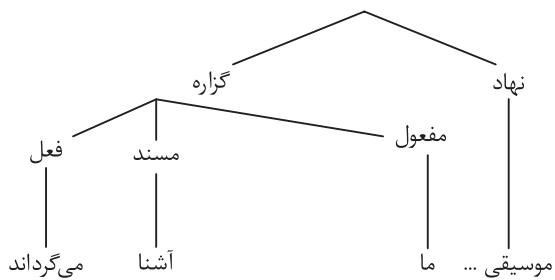 نهاد گزاره
مفعول مسند فعل
موسیقی ... ما آشنا می‌گرداند